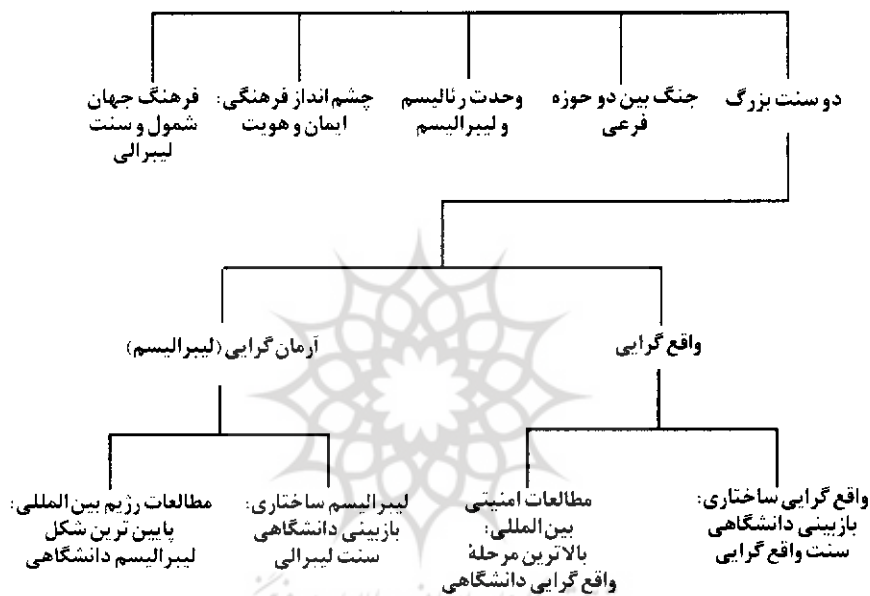 دو سنت بزرگ
جنگ بین دو حوزه
فرعی
وحدت رئالیسم
و لیبرالیسم
چشم انداز فرهنگی:
ایمان و هویت
فرهنگ جهان
شمول و سنت
لیبرالی
واقع گرایی
آرمان گرایی (لیبرالیسم)
واقع گرایی ساختاری:
بازبینی دانشگاهی
سنت واقع گرایی
مطالعات امنیتی
بین المللی:
بالاترین مرحلهٔ
واقع گرایی دانشگاهی
لیبرالیسم ساختاری:
بازبینی دانشگاهی
سنت لیبرالی
مطالعات رژیم بین المللی:
پایین ترین شکل
لیبرالیسم دانشگاهی